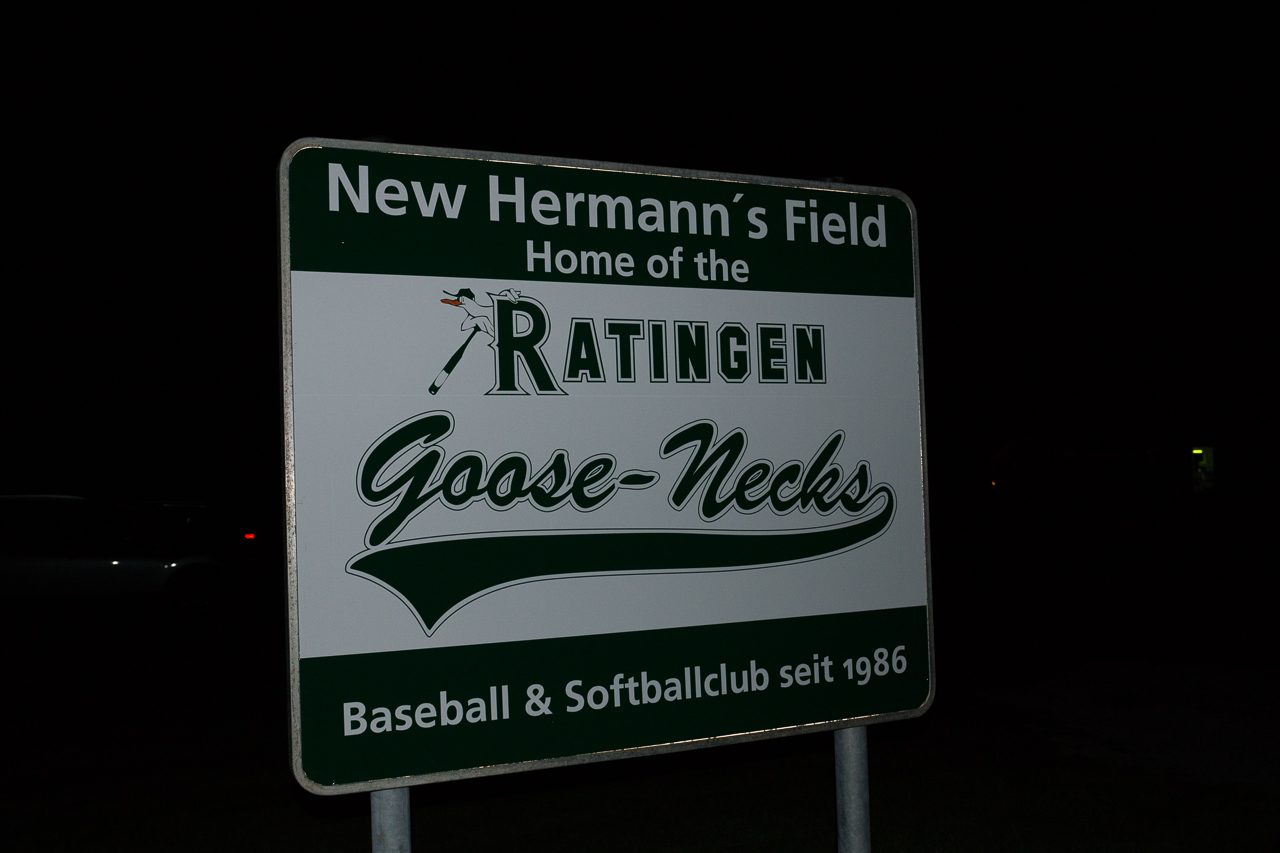 New Hermann´s Field
Home of the
RATINGEN
Goose-Necks
Baseball & Softballclub seit 1986